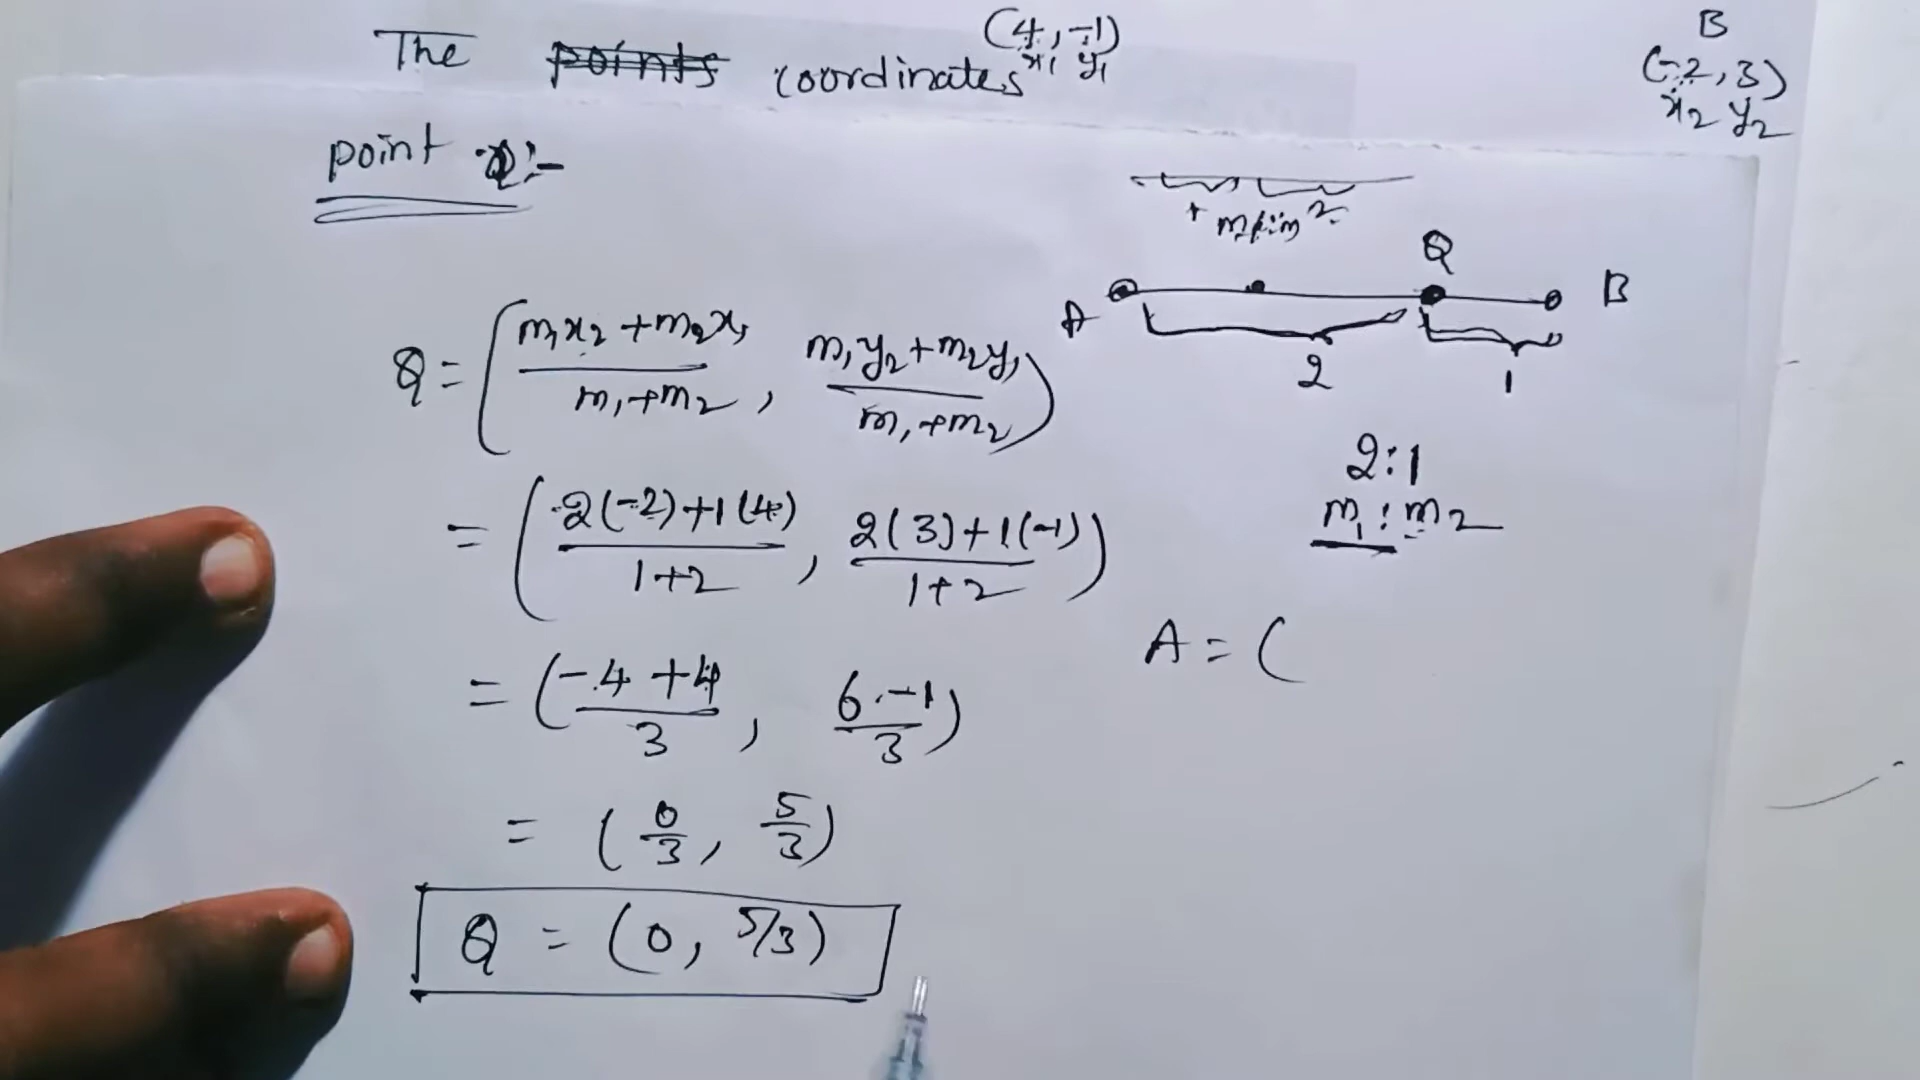 The points coordinates (4, -1)
x₁ y₁
B
(-2, 3)
x₂ y₂
point Q:-
Q
A
B
2
1
2:1
m₁ : m₂
Q = ( m₁x₂ + m₂x₁ / m₁+m₂ , m₁y₂ + m₂y₁ / m₁+m₂ )
= ( 2(-2)+1(4) / 1+2 , 2(3)+1(-1) / 1+2 )
A = (
= ( -4+4 / 3 , 6-1 / 3 )
= ( 0/3 , 5/3 )
Q = (0, 5/3)